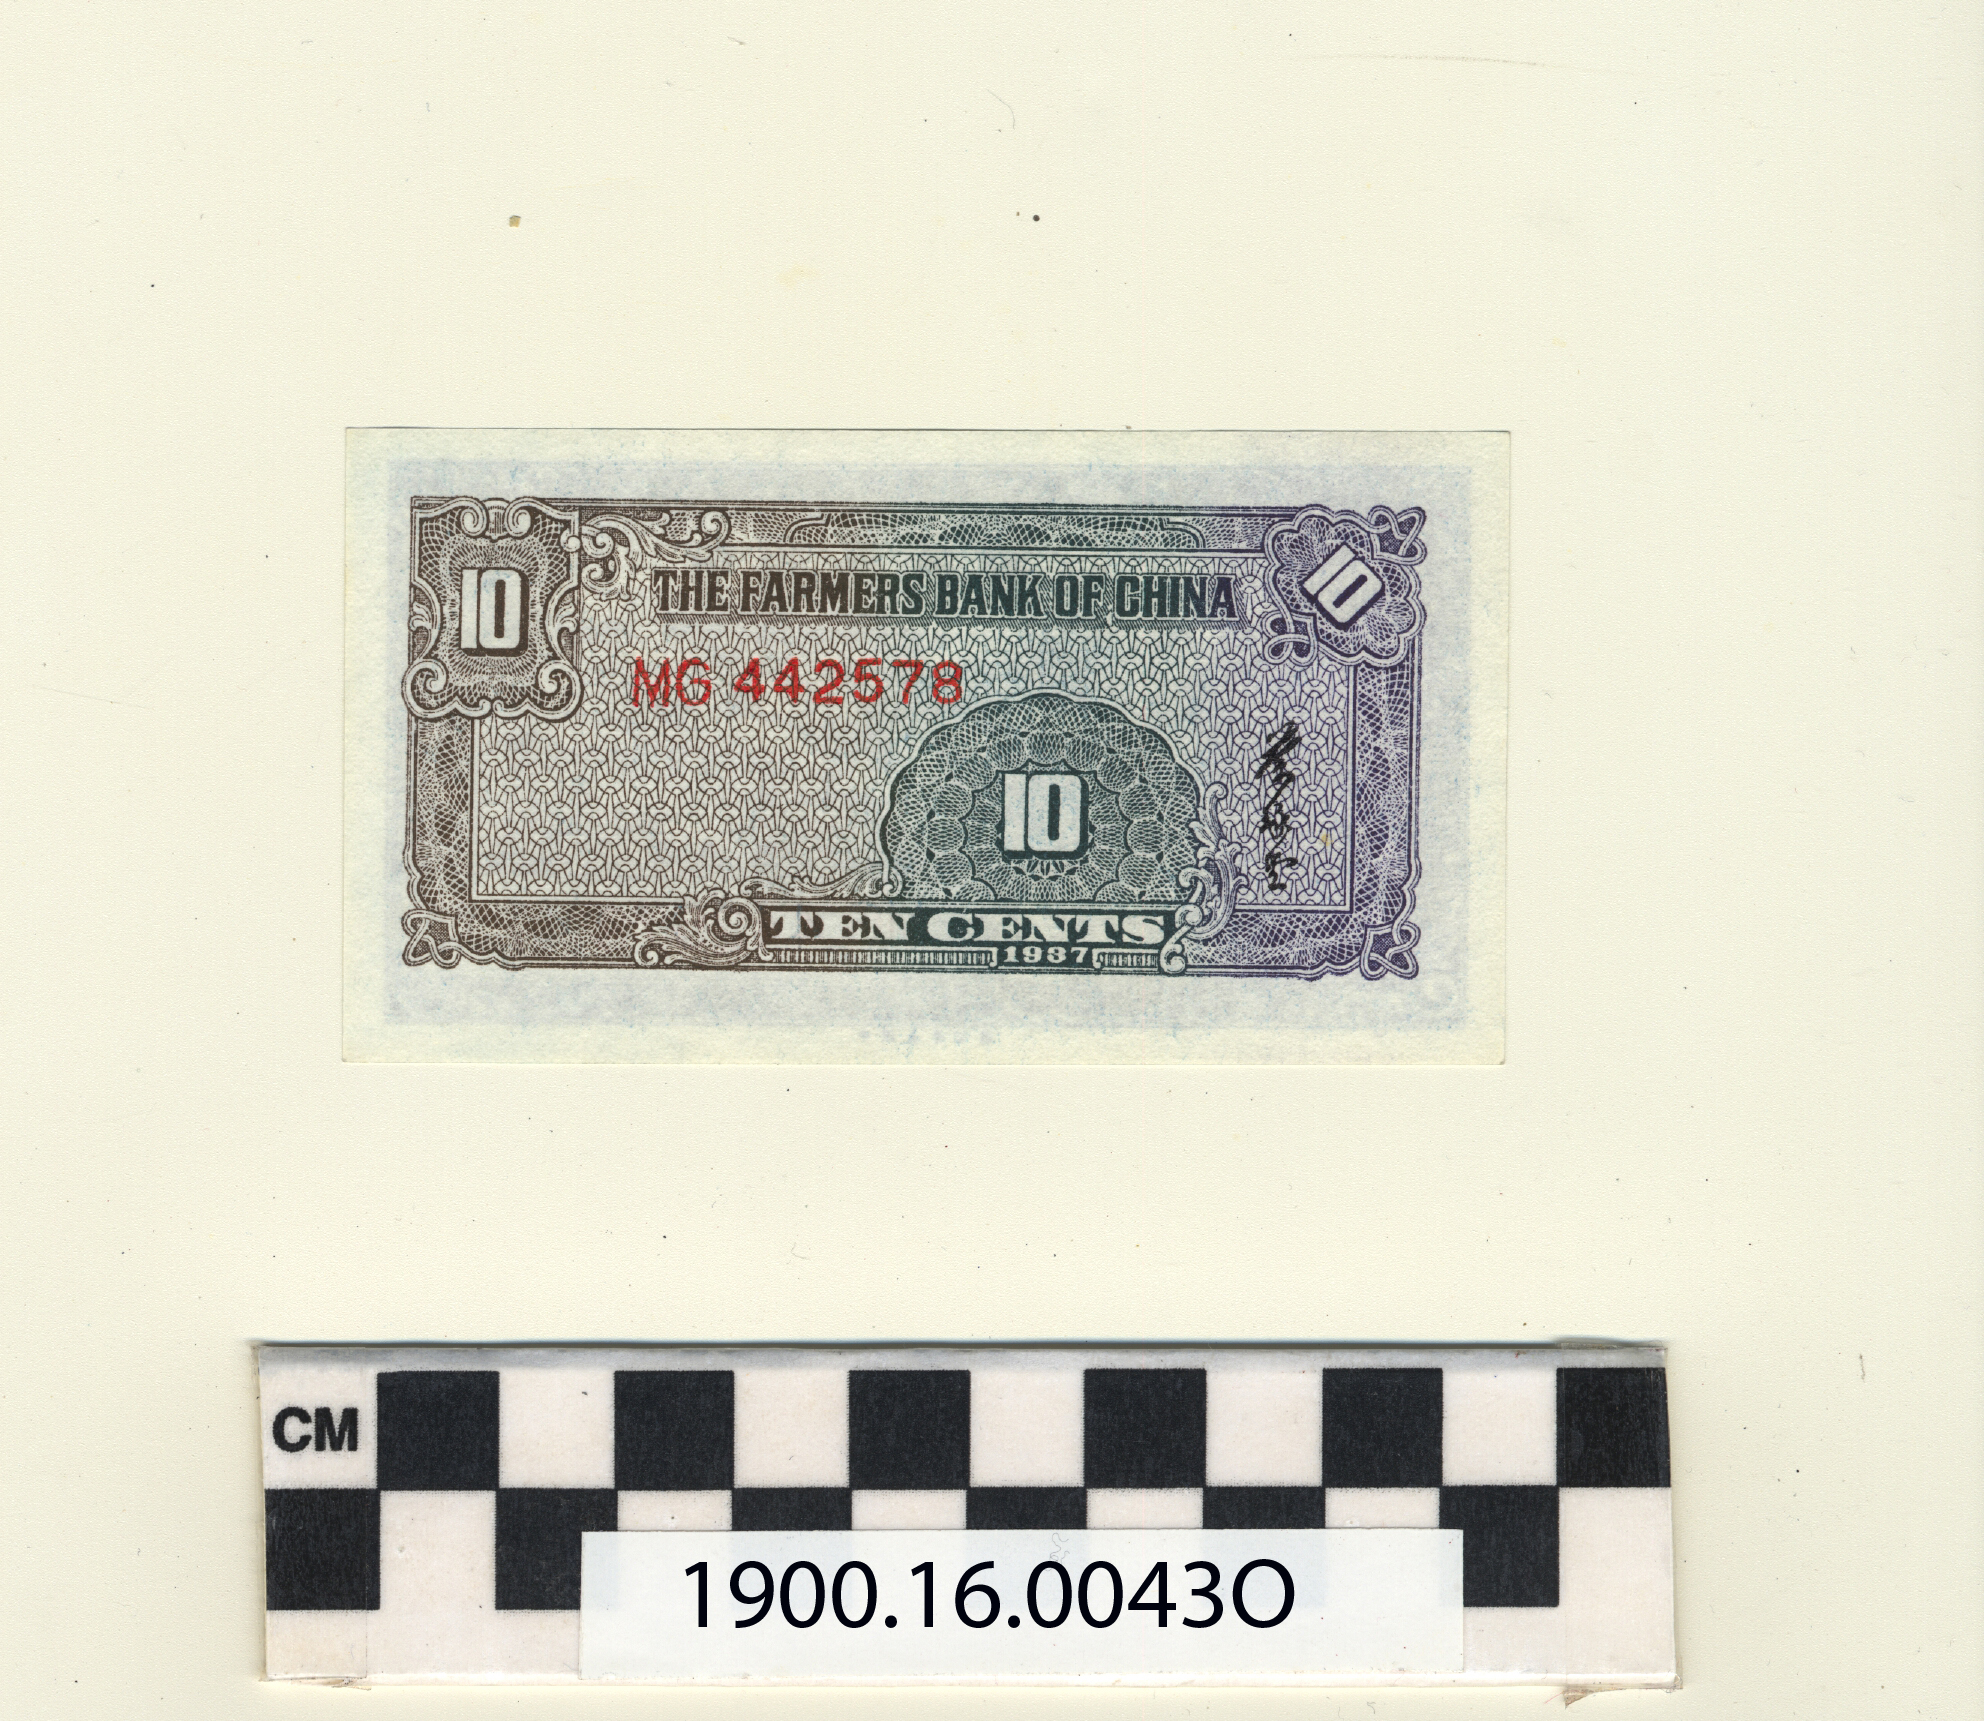 10
10
THE FARMERS BANK OF CHINA
MG 442578
10
TEN CENTS
1937
CM
1900.16.0043O